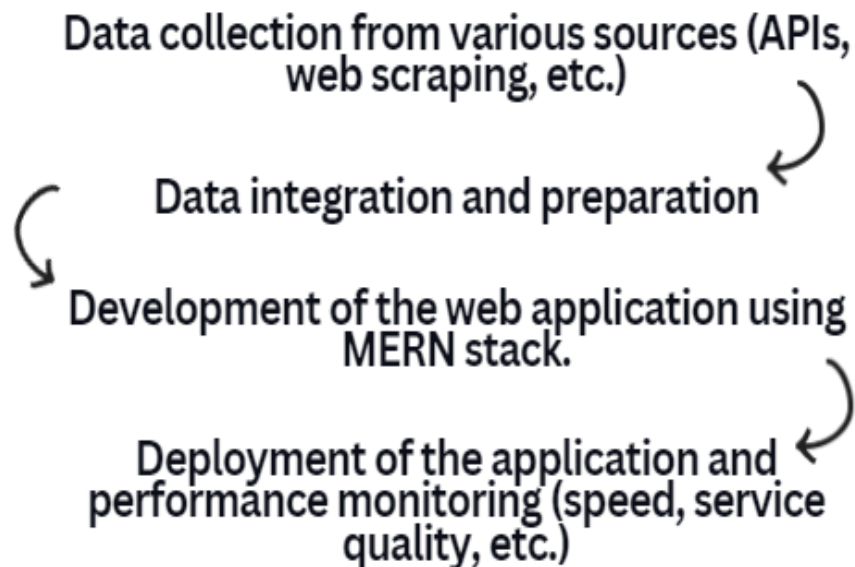 Data collection from various sources (APIs,
web scraping, etc.)
Data integration and preparation
Development of the web application using
MERN stack.
Deployment of the application and
performance monitoring (speed, service
quality, etc.)